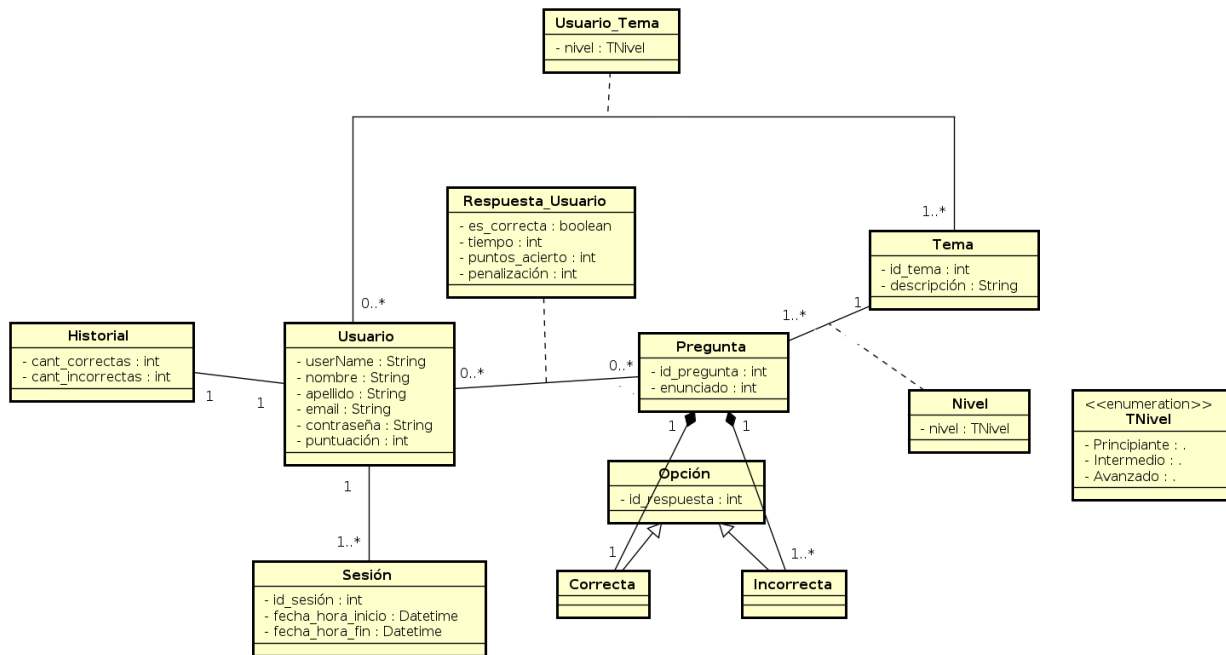 Usuario_Tema
- nivel : TNivel
Respuesta_Usuario
- es_correcta : boolean
- tiempo : int
- puntos_acierto : int
- penalización : int
1..*
Tema
- id_tema : int
- descripción : String
0..*
1..*
1
Historial
- cant_correctas : int
- cant_incorrectas : int
1
1
Usuario
- userName : String
- nombre : String
- apellido : String
- email : String
- contraseña : String
- puntuación : int
0..*
0..*
Pregunta
- id_pregunta : int
- enunciado : int
Nivel
- nivel : TNivel
<<enumeration>>
TNivel
- Principiante : .
- Intermedio : .
- Avanzado : .
1
1
Opción
- id_respuesta : int
1
1..*
1
1..*
Sesión
- id_sesión : int
- fecha_hora_inicio : Datetime
- fecha_hora_fin : Datetime
Correcta
Incorrecta